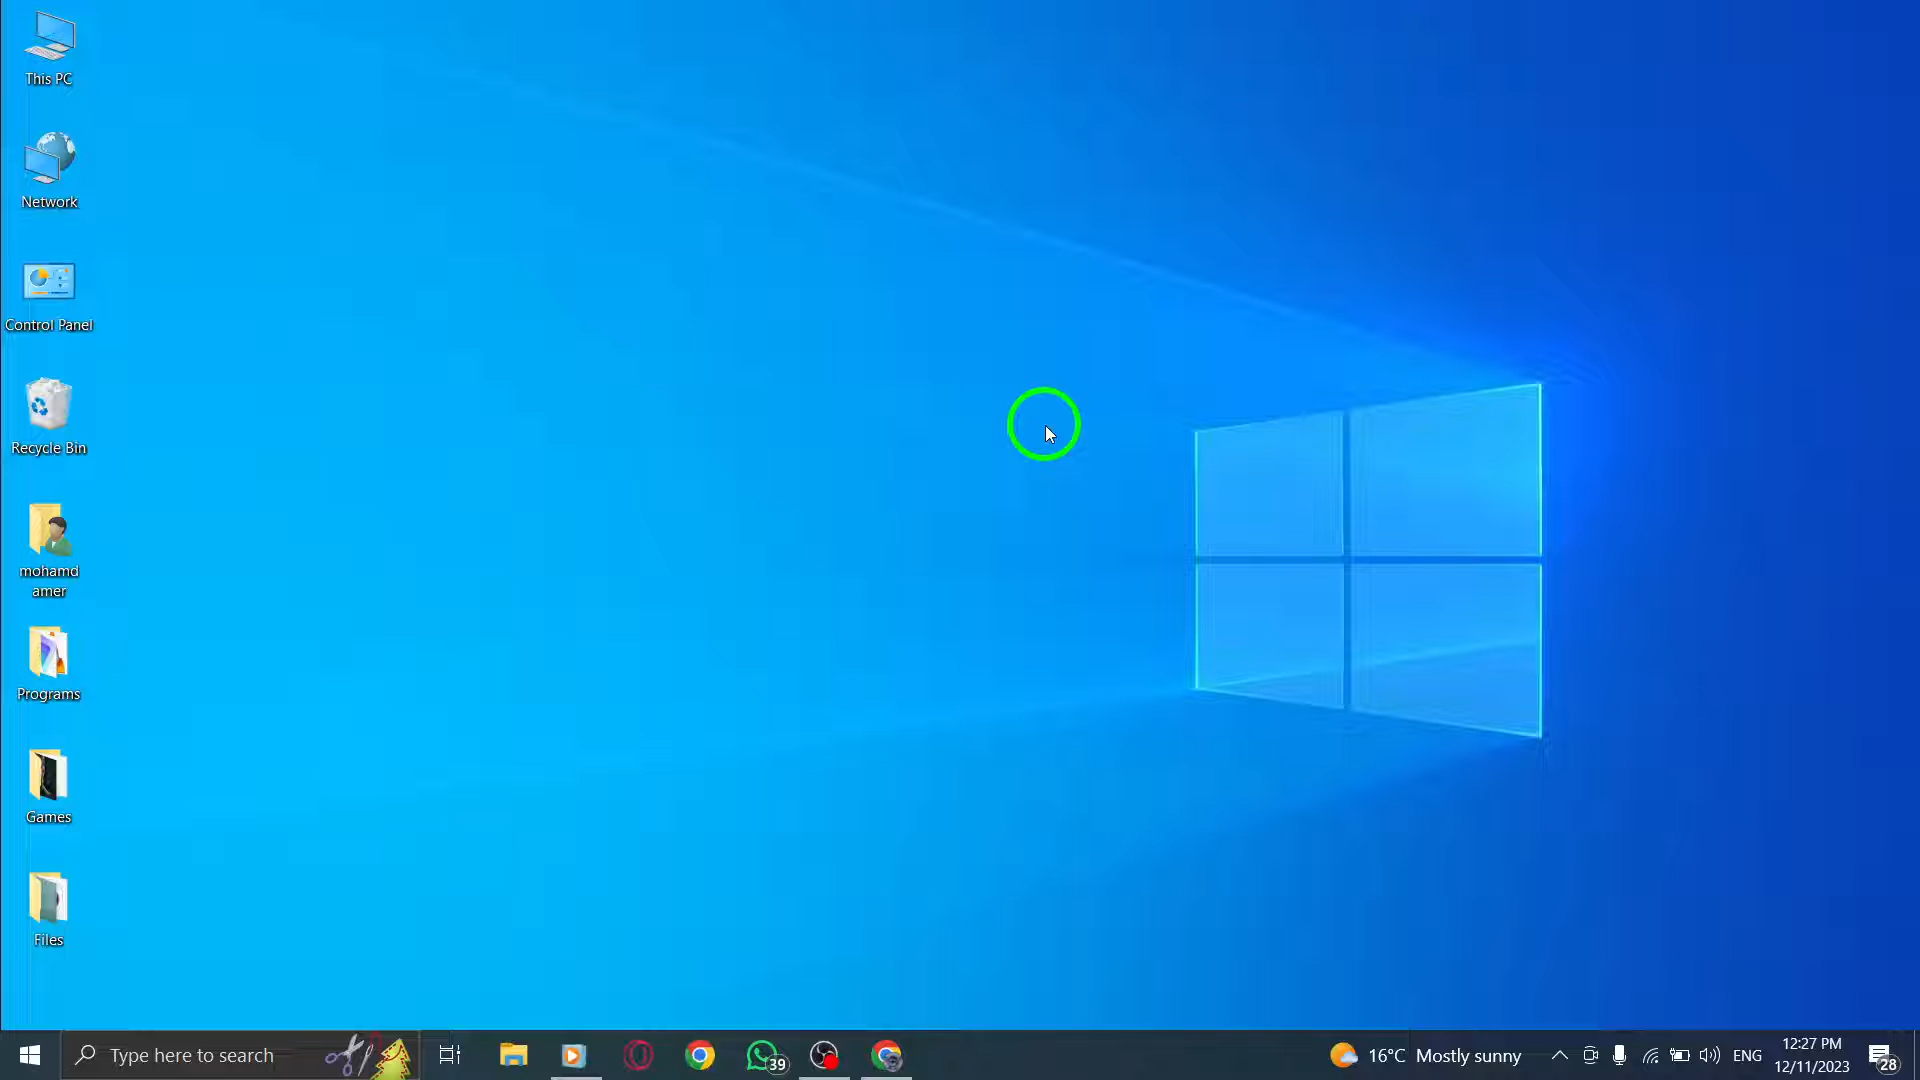 This PC
Network
Control Panel
Recycle Bin
mohamd
amer
Programs
Games
Files
Type here to search
39
16°C Mostly sunny
ENG
12:27 PM
12/11/2023
28